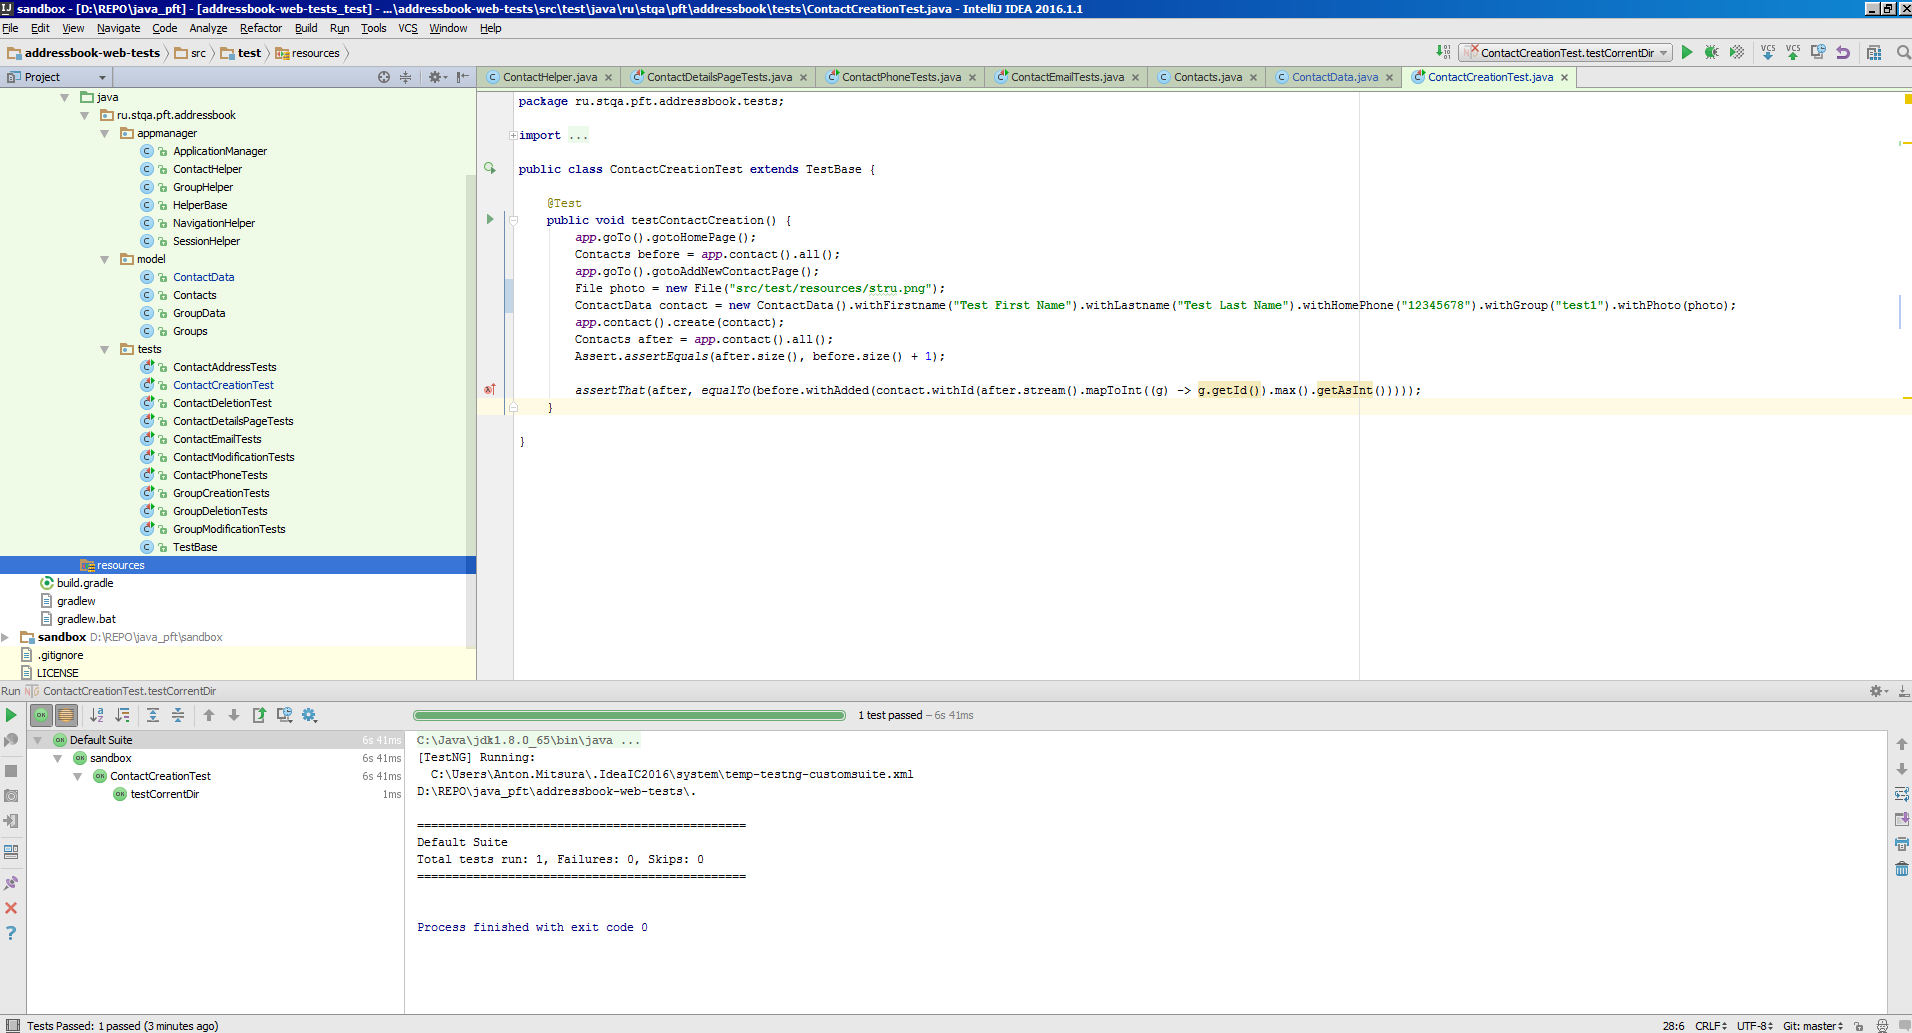 sandbox - [D:\REPO\java_pft] - [addressbook-web-tests_test] - ...\addressbook-web-tests\src\test\java\ru\stqa\pft\addressbook\tests\ContactCreationTest.java - IntelliJ IDEA 2016.1.1
File Edit View Navigate Code Analyze Refactor Build Run Tools VCS Window Help
addressbook-web-tests src test resources ContactCreationTest.testCorrentDir VCS VCS
Project
ContactHelper.java ContactDetailsPageTests.java ContactPhoneTests.java ContactEmailTests.java Contacts.java ContactData.java ContactCreationTest.java
java
ru.stqa.pft.addressbook
appmanager
ApplicationManager
ContactHelper
GroupHelper
HelperBase
NavigationHelper
SessionHelper
model
ContactData
Contacts
GroupData
Groups
tests
ContactAddressTests
ContactCreationTest
ContactDeletionTest
ContactDetailsPageTests
ContactEmailTests
ContactModificationTests
ContactPhoneTests
GroupCreationTests
GroupDeletionTests
GroupModificationTests
TestBase
resources
build.gradle
gradlew
gradlew.bat
sandbox D:\REPO\java_pft\sandbox
.gitignore
LICENSE
package ru.stqa.pft.addressbook.tests;
import ...
public class ContactCreationTest extends TestBase {
@Test
public void testContactCreation() {
app.goTo().gotoHomePage();
Contacts before = app.contact().all();
app.goTo().gotoAddNewContactPage();
File photo = new File("src/test/resources/stru.png");
ContactData contact = new ContactData().withFirstname("Test First Name").withLastname("Test Last Name").withHomePhone("12345678").withGroup("test1").withPhoto(photo);
app.contact().create(contact);
Contacts after = app.contact().all();
Assert.assertEquals(after.size(), before.size() + 1);
assertThat(after, equalTo(before.withAdded(contact.withId(after.stream().mapToInt((g) -> g.getId()).max().getAsInt()))));
}
}
Run ContactCreationTest.testCorrentDir
1 test passed – 6s 41ms
Default Suite 6s 41ms
sandbox 6s 41ms
ContactCreationTest 6s 41ms
testCorrentDir 1ms
C:\Java\jdk1.8.0_65\bin\java ...
[TestNG] Running:
C:\Users\Anton.Mitsura\.IdeaIC2016\system\temp-testng-customsuite.xml
D:\REPO\java_pft\addressbook-web-tests\.
===============================================
Default Suite
Total tests run: 1, Failures: 0, Skips: 0
===============================================
Process finished with exit code 0
Tests Passed: 1 passed (3 minutes ago) 28:6 CRLF UTF-8 Git: master